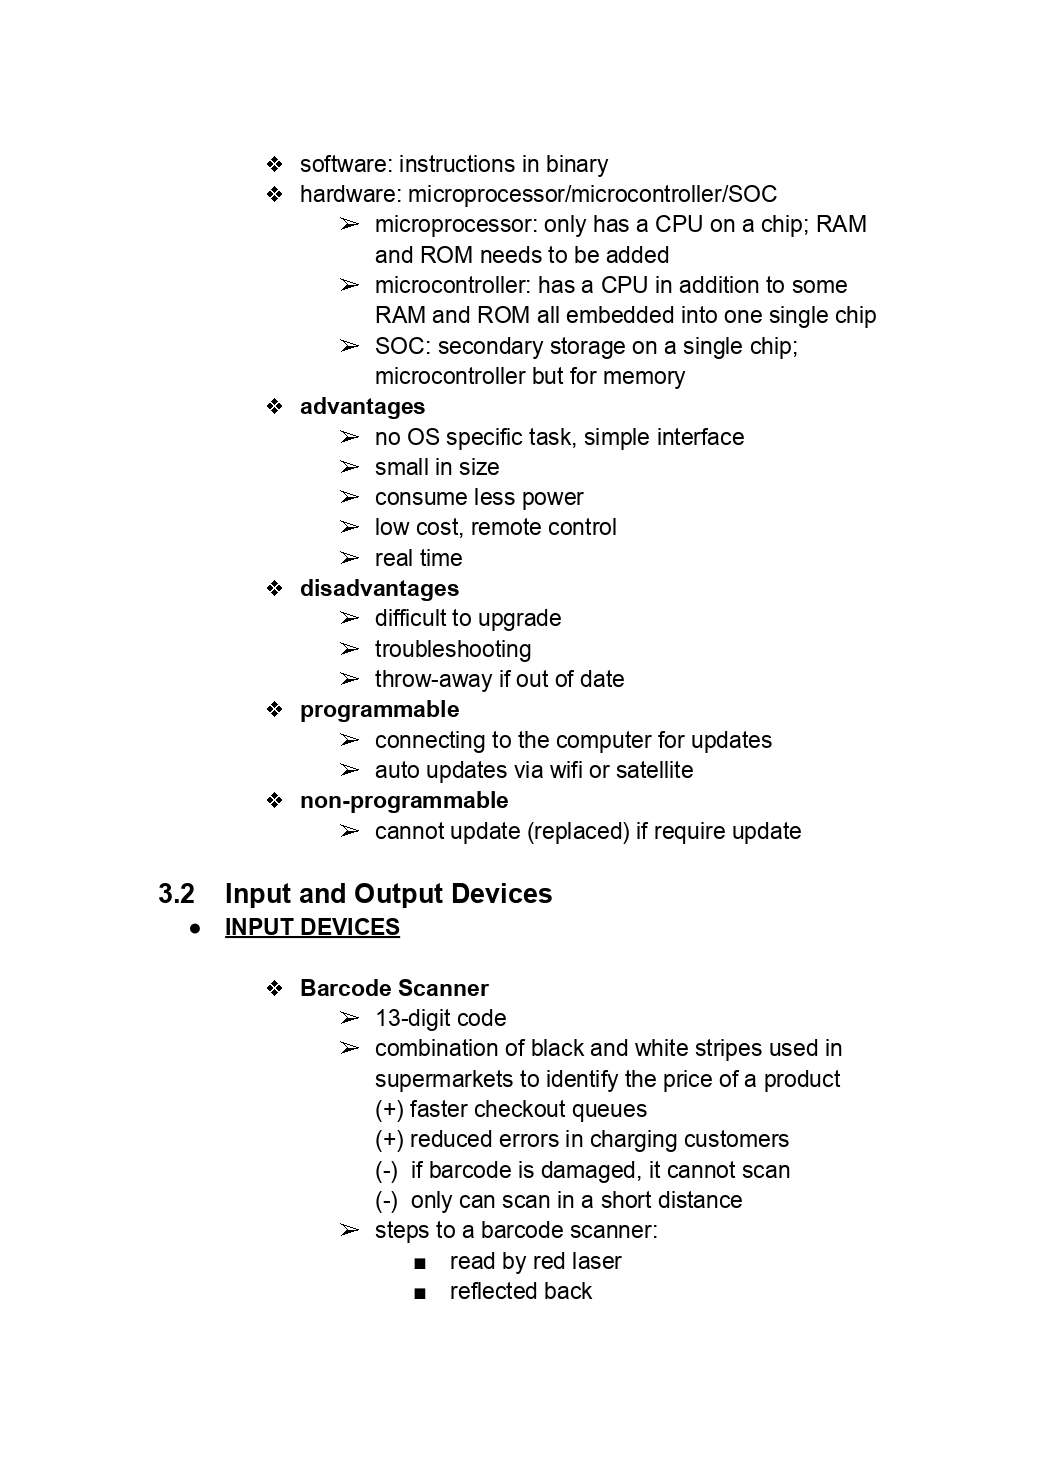 ❖ software: instructions in binary
❖ hardware: microprocessor/microcontroller/SOC
➢ microprocessor: only has a CPU on a chip; RAM
and ROM needs to be added
➢ microcontroller: has a CPU in addition to some
RAM and ROM all embedded into one single chip
➢ SOC: secondary storage on a single chip;
microcontroller but for memory
❖ advantages
➢ no OS specific task, simple interface
➢ small in size
➢ consume less power
➢ low cost, remote control
➢ real time
❖ disadvantages
➢ difficult to upgrade
➢ troubleshooting
➢ throw-away if out of date
❖ programmable
➢ connecting to the computer for updates
➢ auto updates via wifi or satellite
❖ non-programmable
➢ cannot update (replaced) if require update
3.2 Input and Output Devices
● INPUT DEVICES
❖ Barcode Scanner
➢ 13-digit code
➢ combination of black and white stripes used in
supermarkets to identify the price of a product
(+) faster checkout queues
(+) reduced errors in charging customers
(-) if barcode is damaged, it cannot scan
(-) only can scan in a short distance
➢ steps to a barcode scanner:
■ read by red laser
■ reflected back